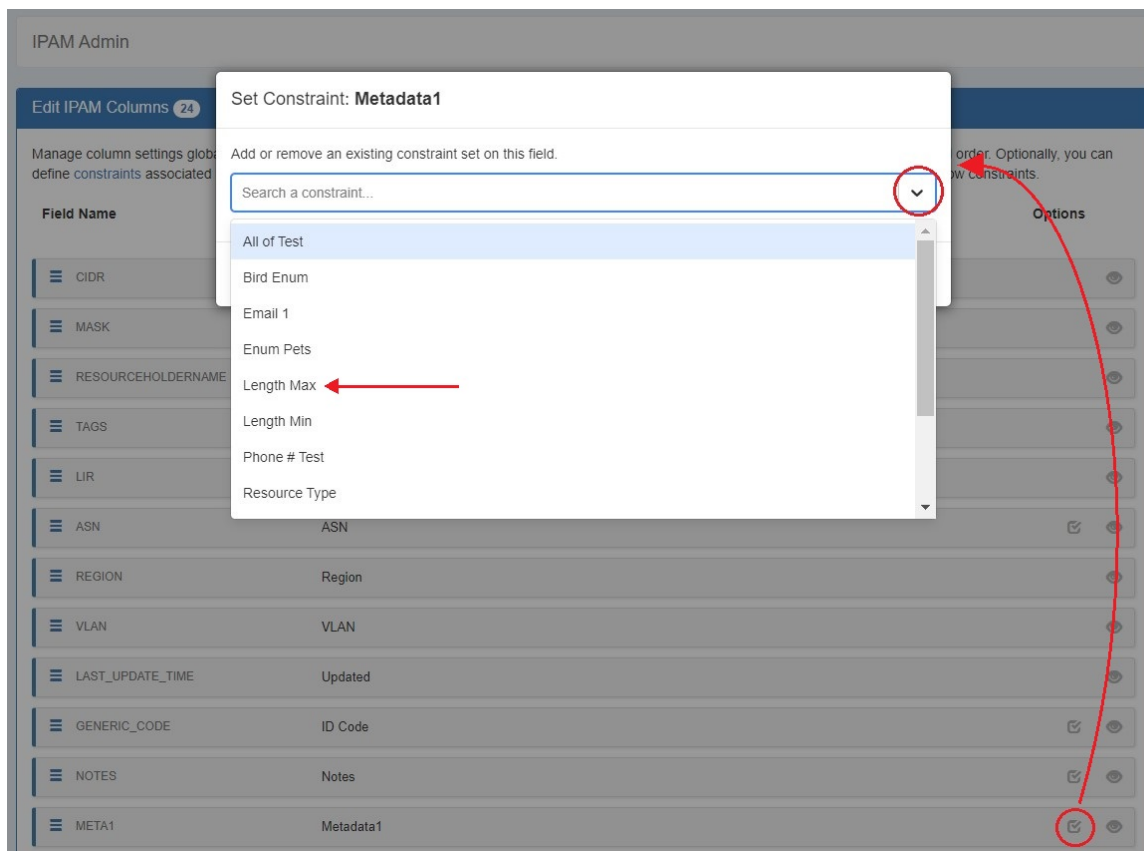 IPAM Admin
Edit IPAM Columns 24
Set Constraint: Metadata1
Manage column settings globa
define constraints associated
Add or remove an existing constraint set on this field.
order. Optionally, you can
ow constraints.
Search a constraint...
Field Name
Options
All of Test
Bird Enum
Email 1
Enum Pets
Length Max
Length Min
Phone # Test
Resource Type
CIDR
MASK
RESOURCEHOLDERNAME
TAGS
LIR
ASN ASN
REGION Region
VLAN VLAN
LAST_UPDATE_TIME Updated
GENERIC_CODE ID Code
NOTES Notes
META1 Metadata1